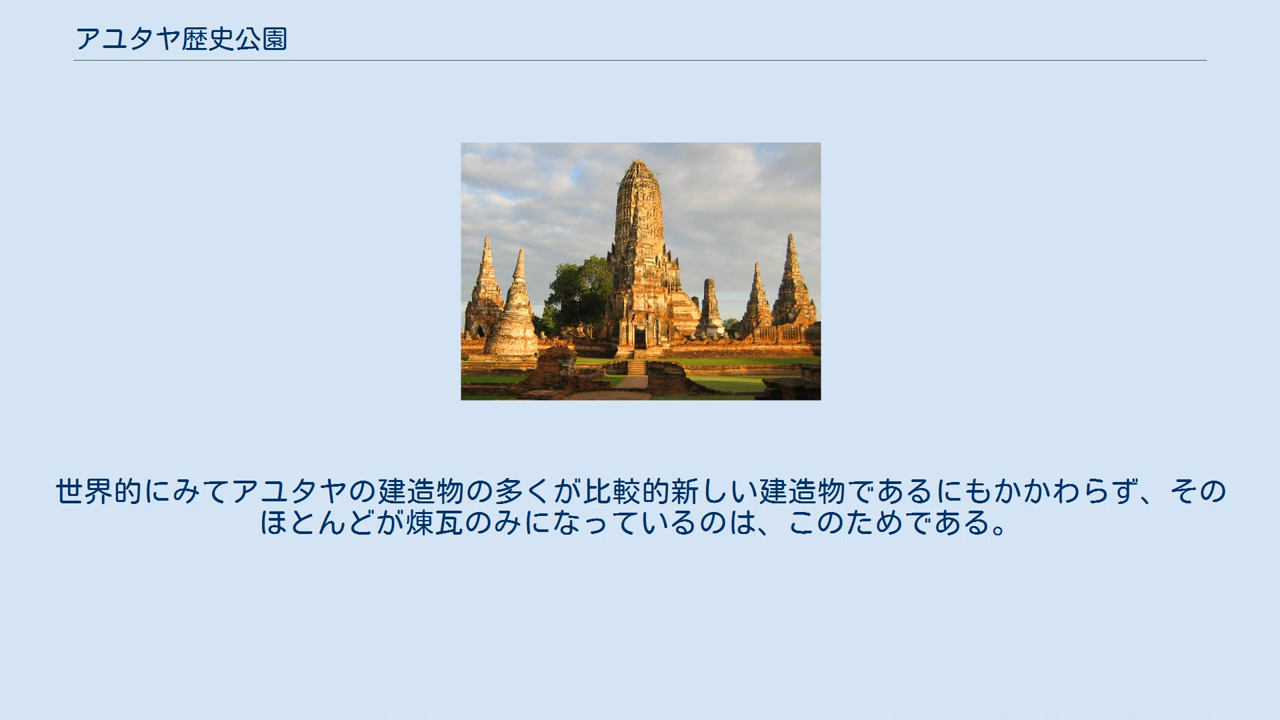 アユタヤ歴史公園
世界的にみてアユタヤの建造物の多くが比較的新しい建造物であるにもかかわらず、その
ほとんどが煉瓦のみになっているのは、このためである。